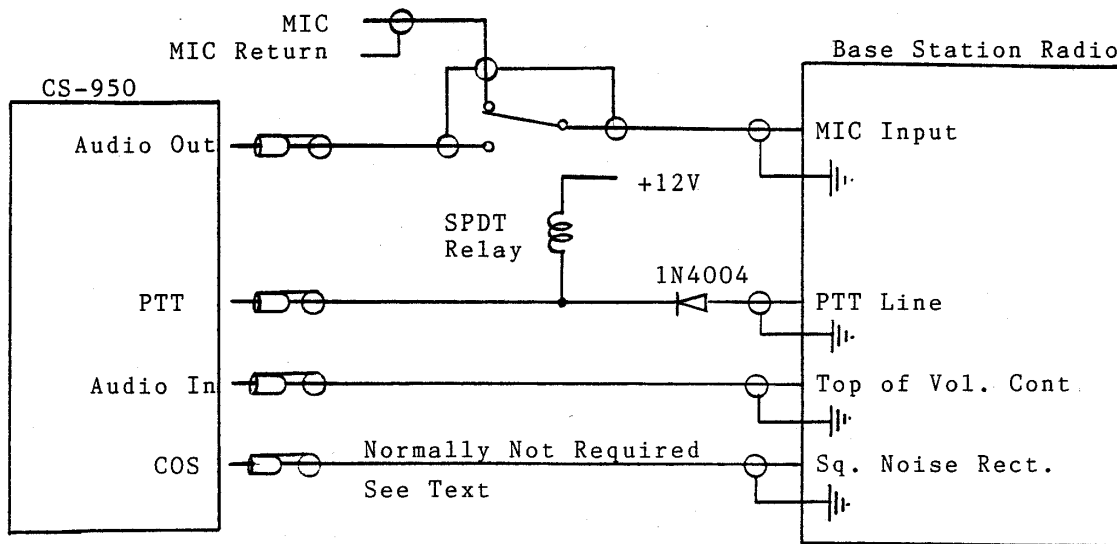 MIC
MIC Return
Base Station Radio
CS-950
Audio Out
MIC Input
+12V
SPDT
Relay
1N4004
PTT
PTT Line
Audio In
Top of Vol. Cont
COS
Normally Not Required
See Text
Sq. Noise Rect.